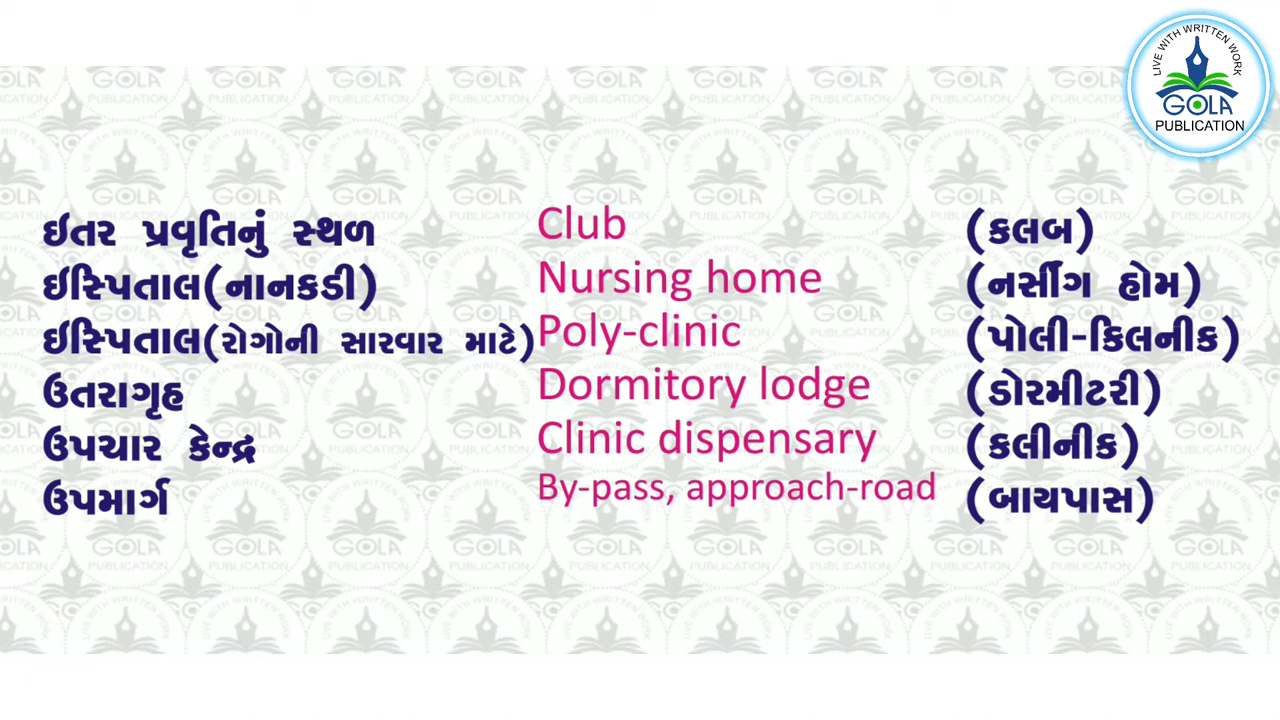 LIVE WITH WRITTEN WORK
GOLA
PUBLICATION
ઇતર પ્રવૃતિનું સ્થળ Club (કલબ)
ઇસ્પિતાલ(નાનકડી) Nursing home (નર્સીંગ હોમ)
ઇસ્પિતાલ(રોગોની સારવાર માટે) Poly-clinic (પોલી-કિલનીક)
ઉતરાગૃહ Dormitory lodge (ડોરમીટરી)
ઉપચાર કેન્દ્ર Clinic dispensary (કલીનીક)
ઉપમાર્ગ By-pass, approach-road (બાયપાસ)